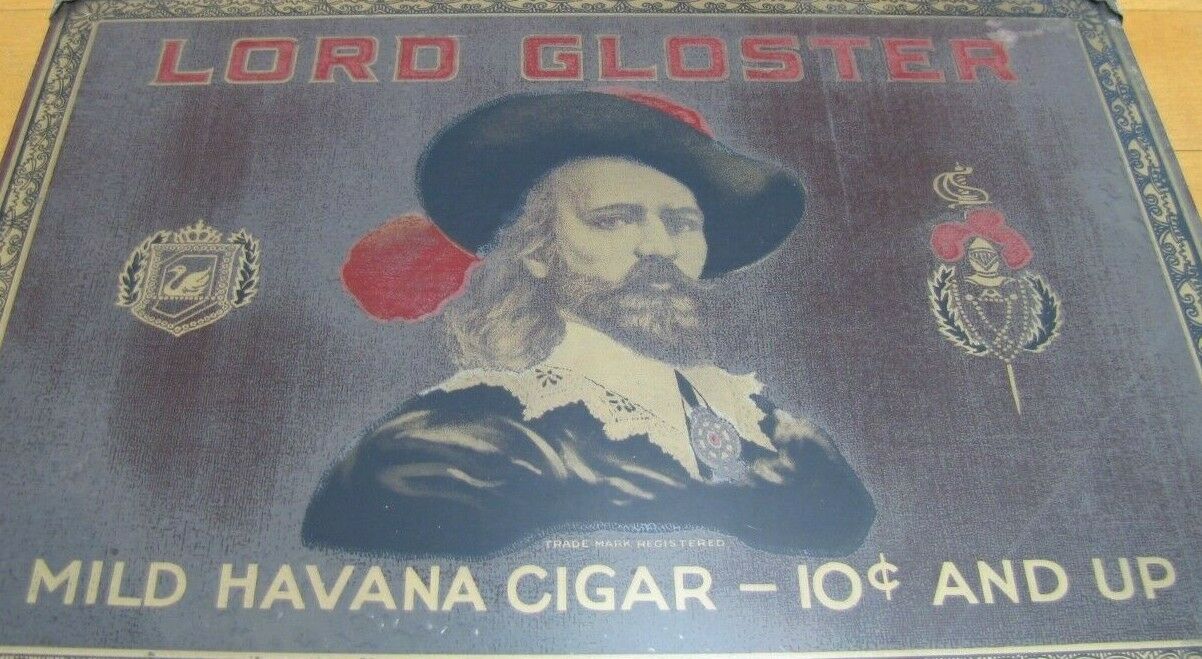 LORD GLOSTER
TRADE MARK REGISTERED
MILD HAVANA CIGAR – 10¢ AND UP